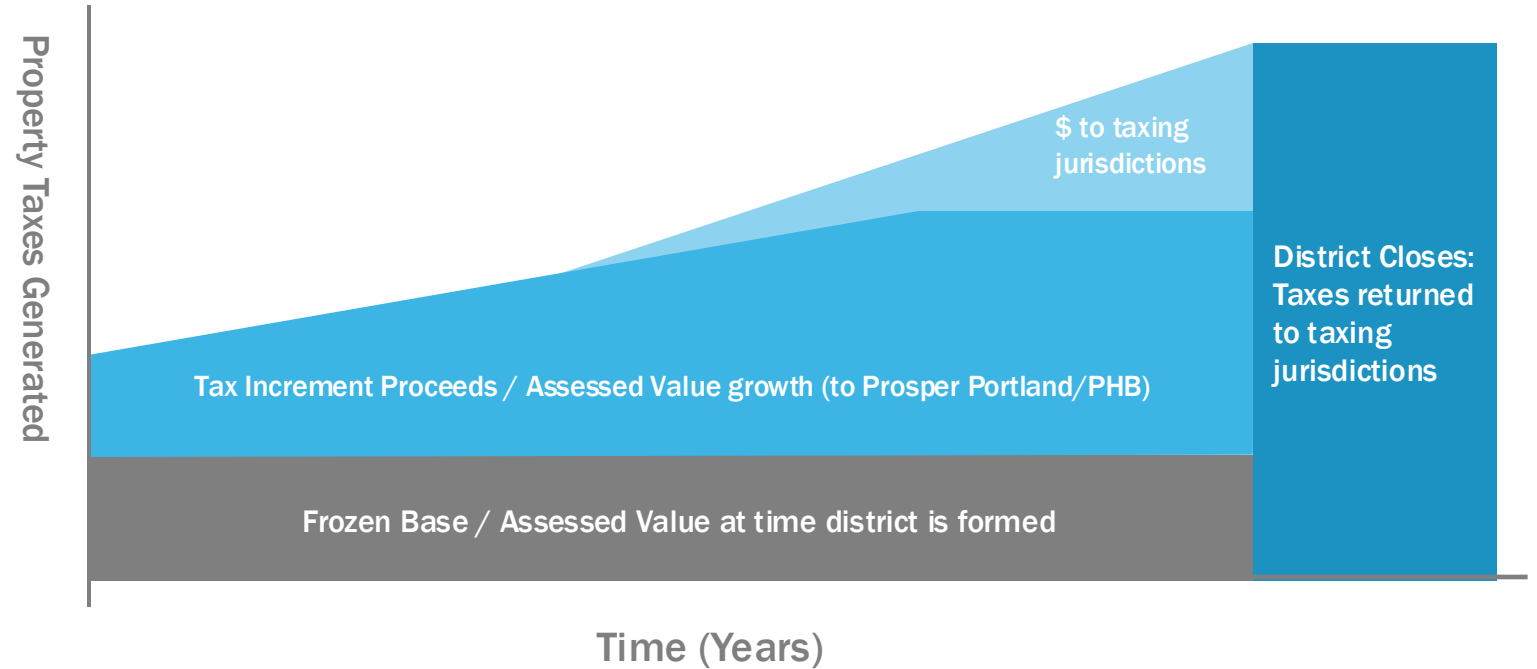 Property Taxes Generated
$ to taxing
jurisdictions
District Closes:
Taxes returned
to taxing
jurisdictions
Tax Increment Proceeds / Assessed Value growth (to Prosper Portland/PHB)
Frozen Base / Assessed Value at time district is formed
Time (Years)